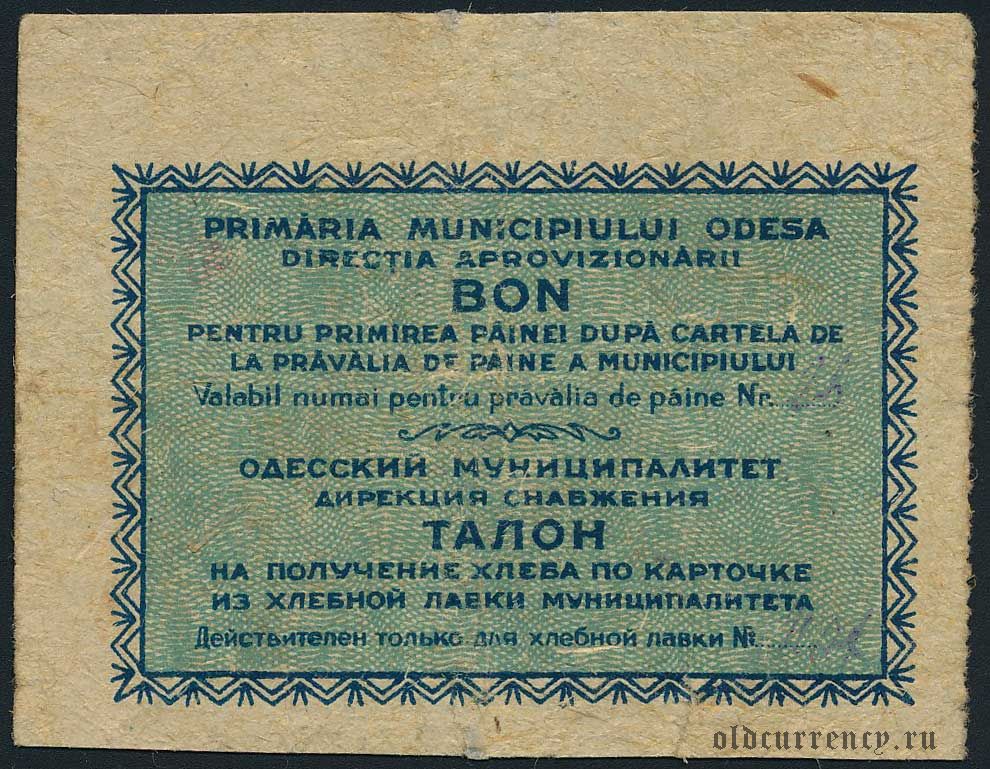 PRIMĂRIA MUNICIPIULUI ODESA
DIRECȚIA APROVIZIONĂRII
BON
PENTRU PRIMIREA PÂINEI DUPĂ CARTELA DE
LA PRĂVĂLIA DE PÂINE A MUNICIPIULUI
Valabil numai pentru prăvălia de pâine Nr.
ОДЕССКИЙ МУНИЦИПАЛИТЕТ
ДИРЕКЦИЯ СНАБЖЕНИЯ
ТАЛОН
НА ПОЛУЧЕНИЕ ХЛЕБА ПО КАРТОЧКЕ
ИЗ ХЛЕБНОЙ ЛАВКИ МУНИЦИПАЛИТЕТА
Действителен только для хлебной лавки №
oldcurrency.ru